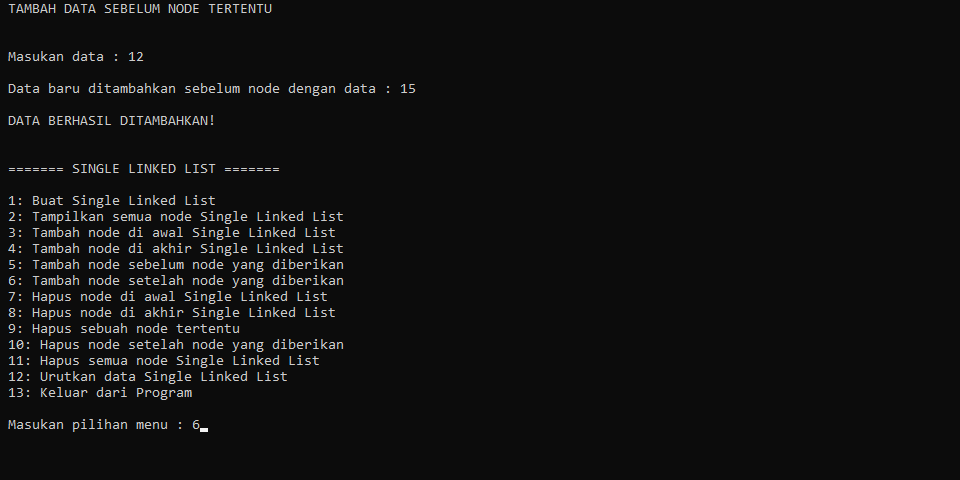 TAMBAH DATA SEBELUM NODE TERTENTU
Masukan data : 12
Data baru ditambahkan sebelum node dengan data : 15
DATA BERHASIL DITAMBAHKAN!
======= SINGLE LINKED LIST =======
1: Buat Single Linked List
2: Tampilkan semua node Single Linked List
3: Tambah node di awal Single Linked List
4: Tambah node di akhir Single Linked List
5: Tambah node sebelum node yang diberikan
6: Tambah node setelah node yang diberikan
7: Hapus node di awal Single Linked List
8: Hapus node di akhir Single Linked List
9: Hapus sebuah node tertentu
10: Hapus node setelah node yang diberikan
11: Hapus semua node Single Linked List
12: Urutkan data Single Linked List
13: Keluar dari Program
Masukan pilihan menu : 6